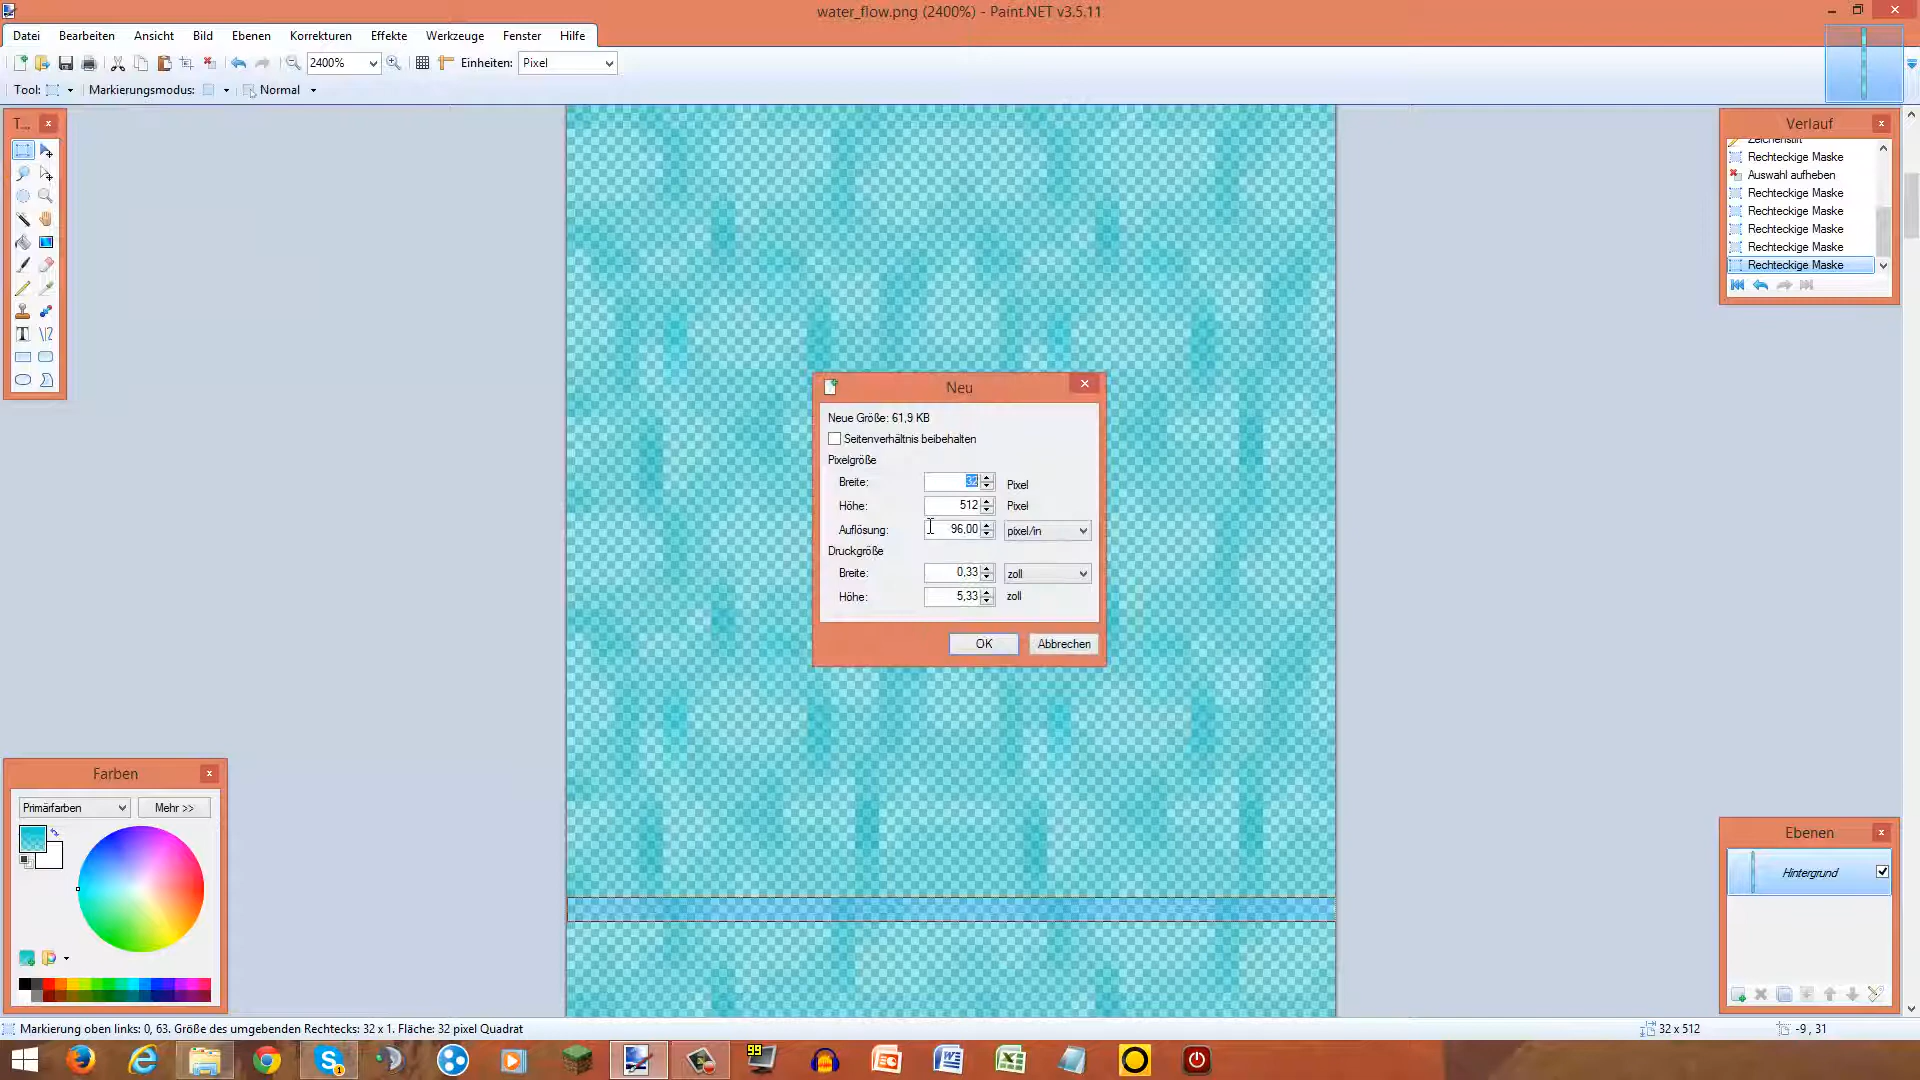 water_flow.png (2400%) - Paint.NET v3.5.11
Datei Bearbeiten Ansicht Bild Ebenen Korrekturen Effekte Werkzeuge Fenster Hilfe
2400% Einheiten: Pixel
Tool: Markierungsmodus: Normal
T...
Verlauf
Rechteckige Maske
Auswahl aufheben
Rechteckige Maske
Rechteckige Maske
Rechteckige Maske
Rechteckige Maske
Rechteckige Maske
Neu
Neue Größe: 61,9 KB
Seitenverhältnis beibehalten
Pixelgröße
Breite: 32 Pixel
Höhe: 512 Pixel
Auflösung: 96,00 pixel/in
Druckgröße
Breite: 0,33 zoll
Höhe: 5,33 zoll
OK Abbrechen
Farben
Primärfarben Mehr >>
Ebenen
Hintergrund
Markierung oben links: 0, 63. Größe des umgebenden Rechtecks: 32 x 1. Fläche: 32 pixel Quadrat 32 x 512 -9, 31
99